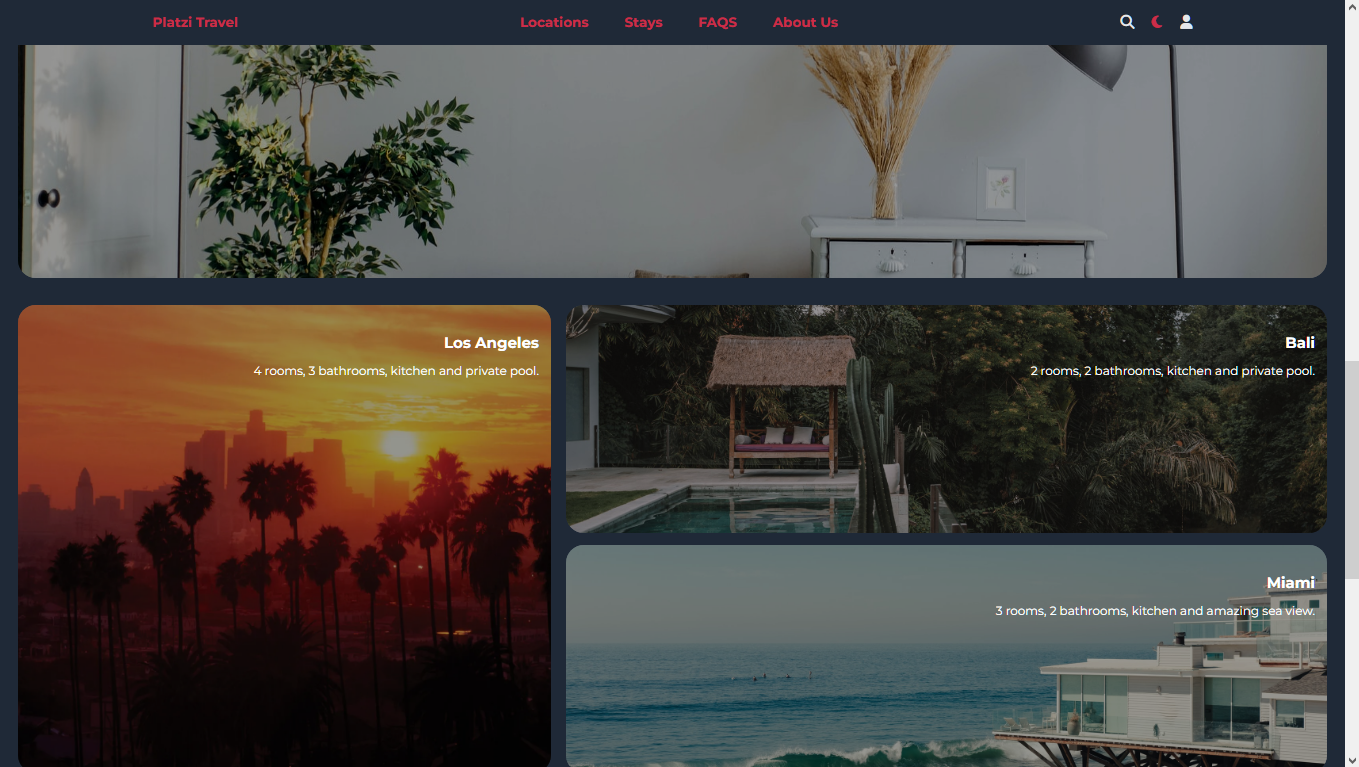 Platzi Travel
Locations
Stays
FAQS
About Us
Los Angeles
4 rooms, 3 bathrooms, kitchen and private pool.
Bali
2 rooms, 2 bathrooms, kitchen and private pool.
Miami
3 rooms, 2 bathrooms, kitchen and amazing sea view.